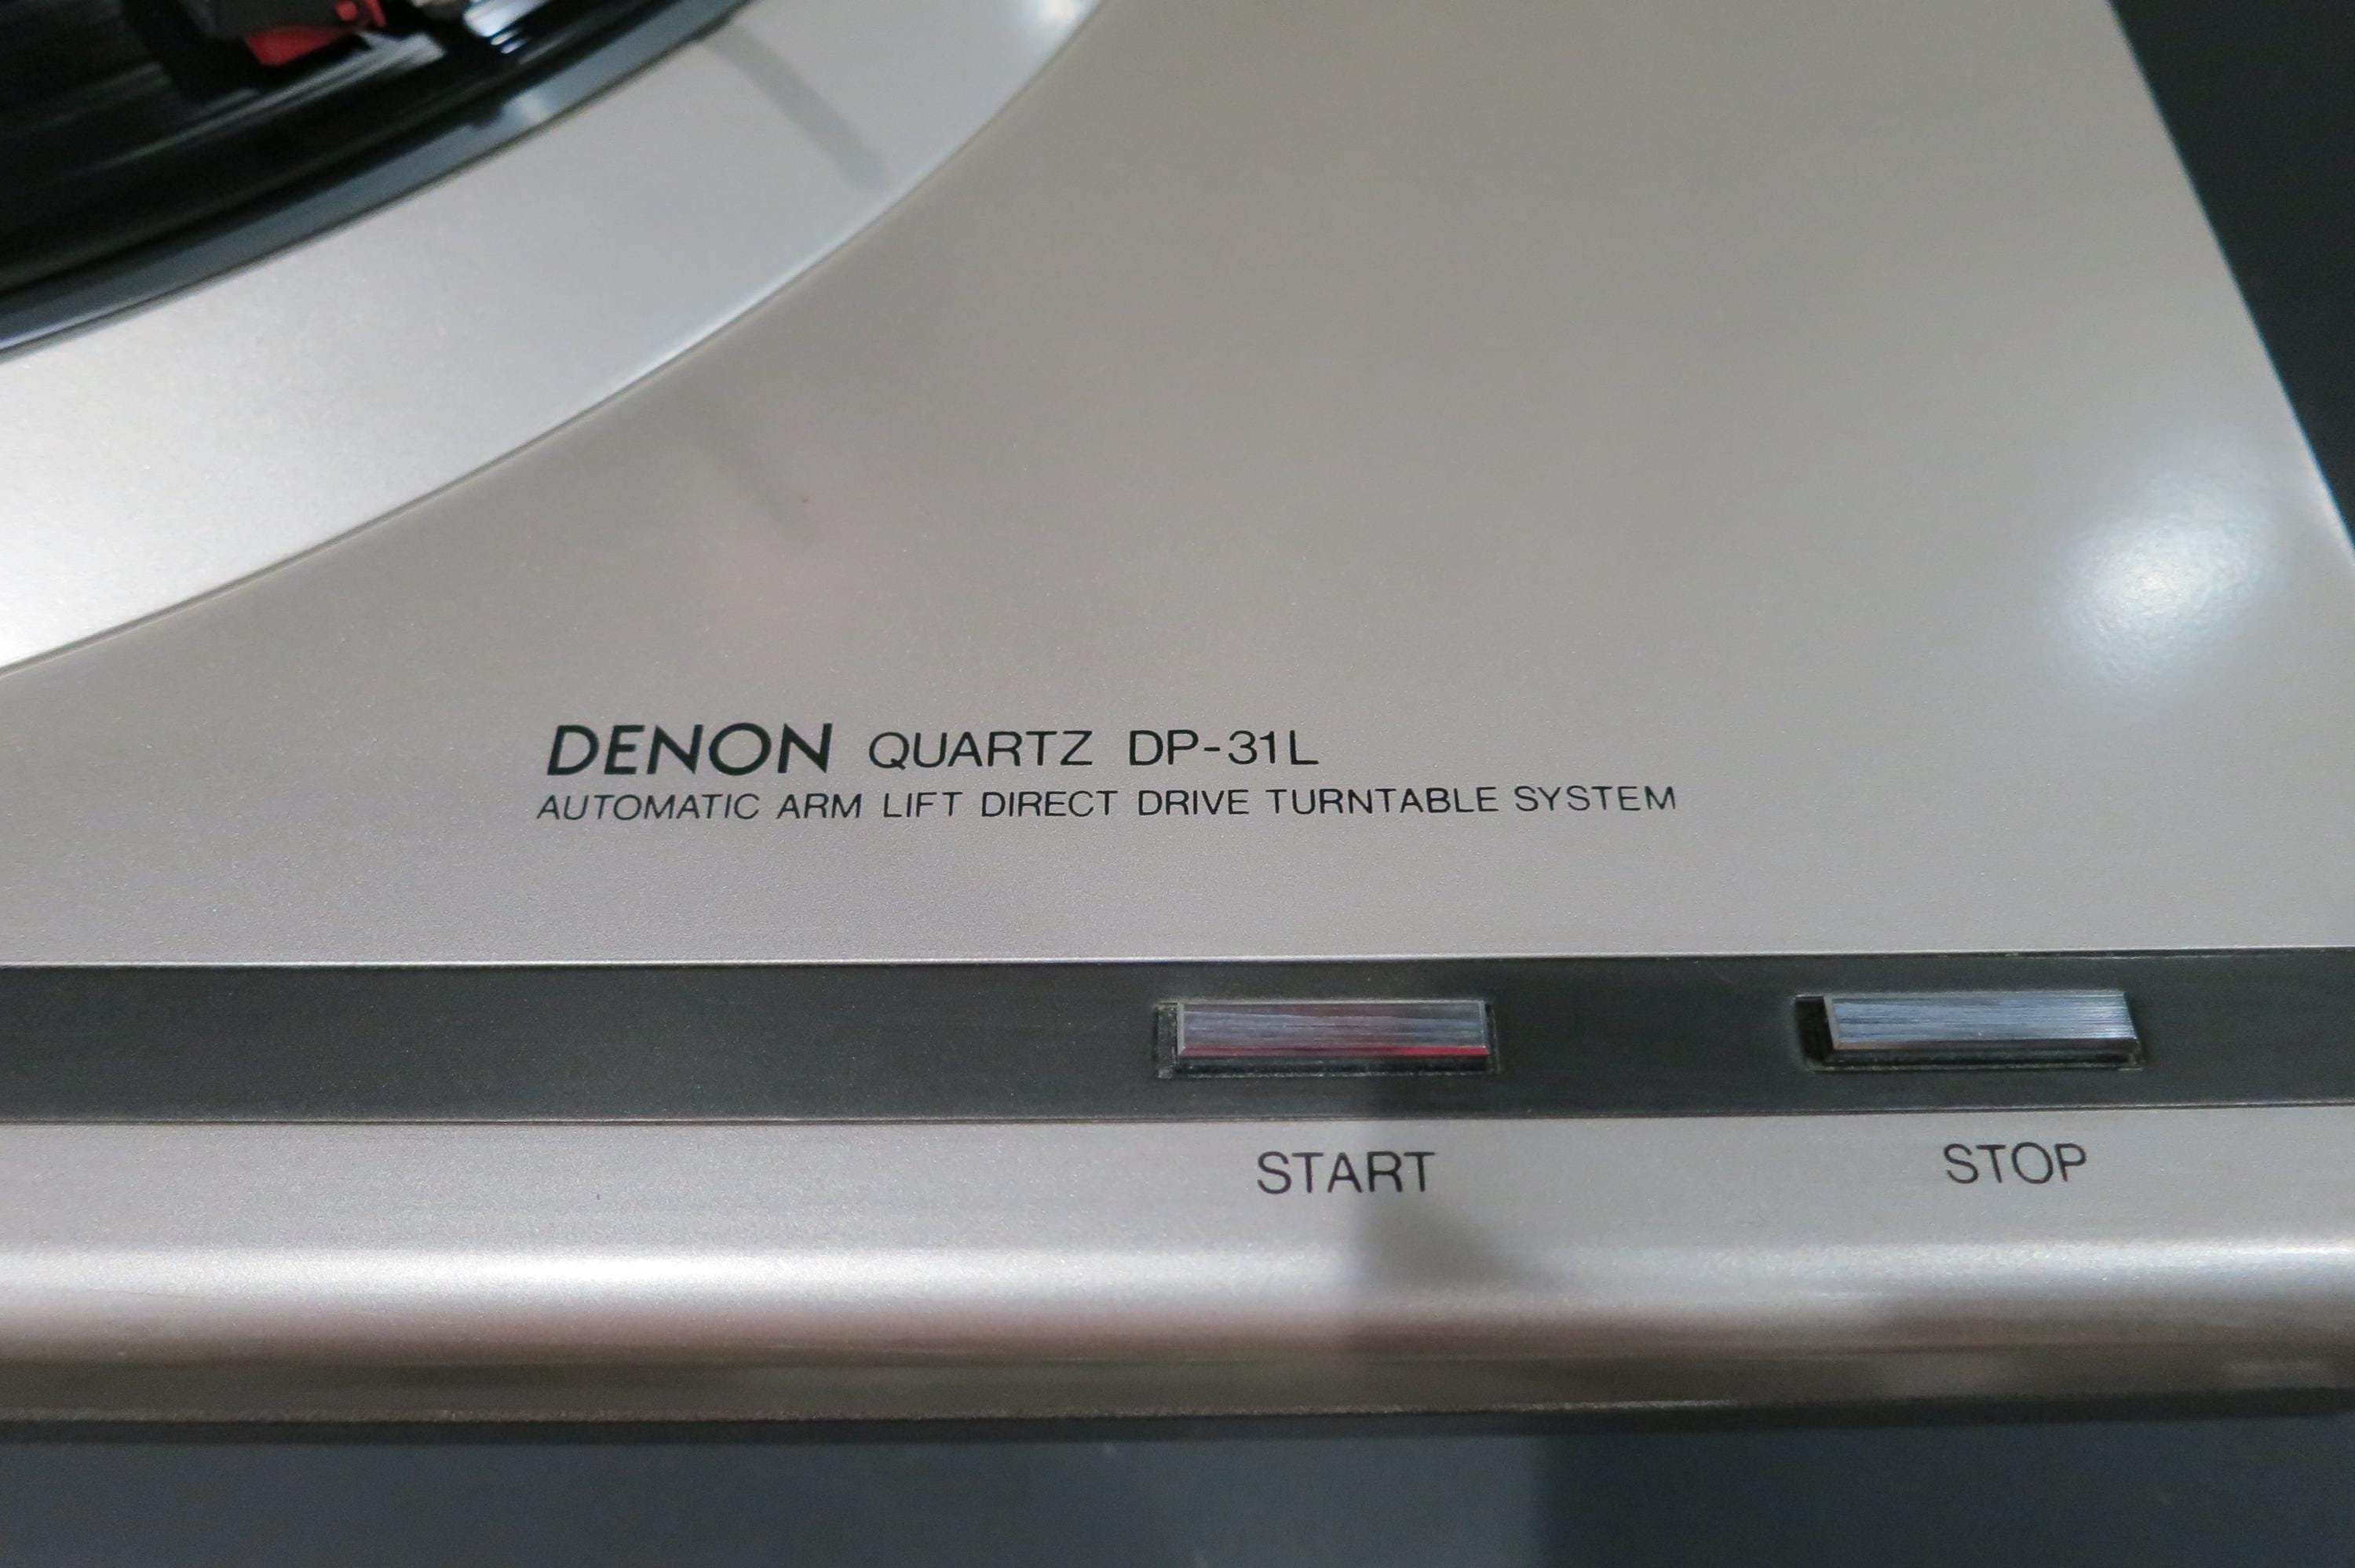 DENON QUARTZ DP-31L
AUTOMATIC ARM LIFT DIRECT DRIVE TURNTABLE SYSTEM
START STOP